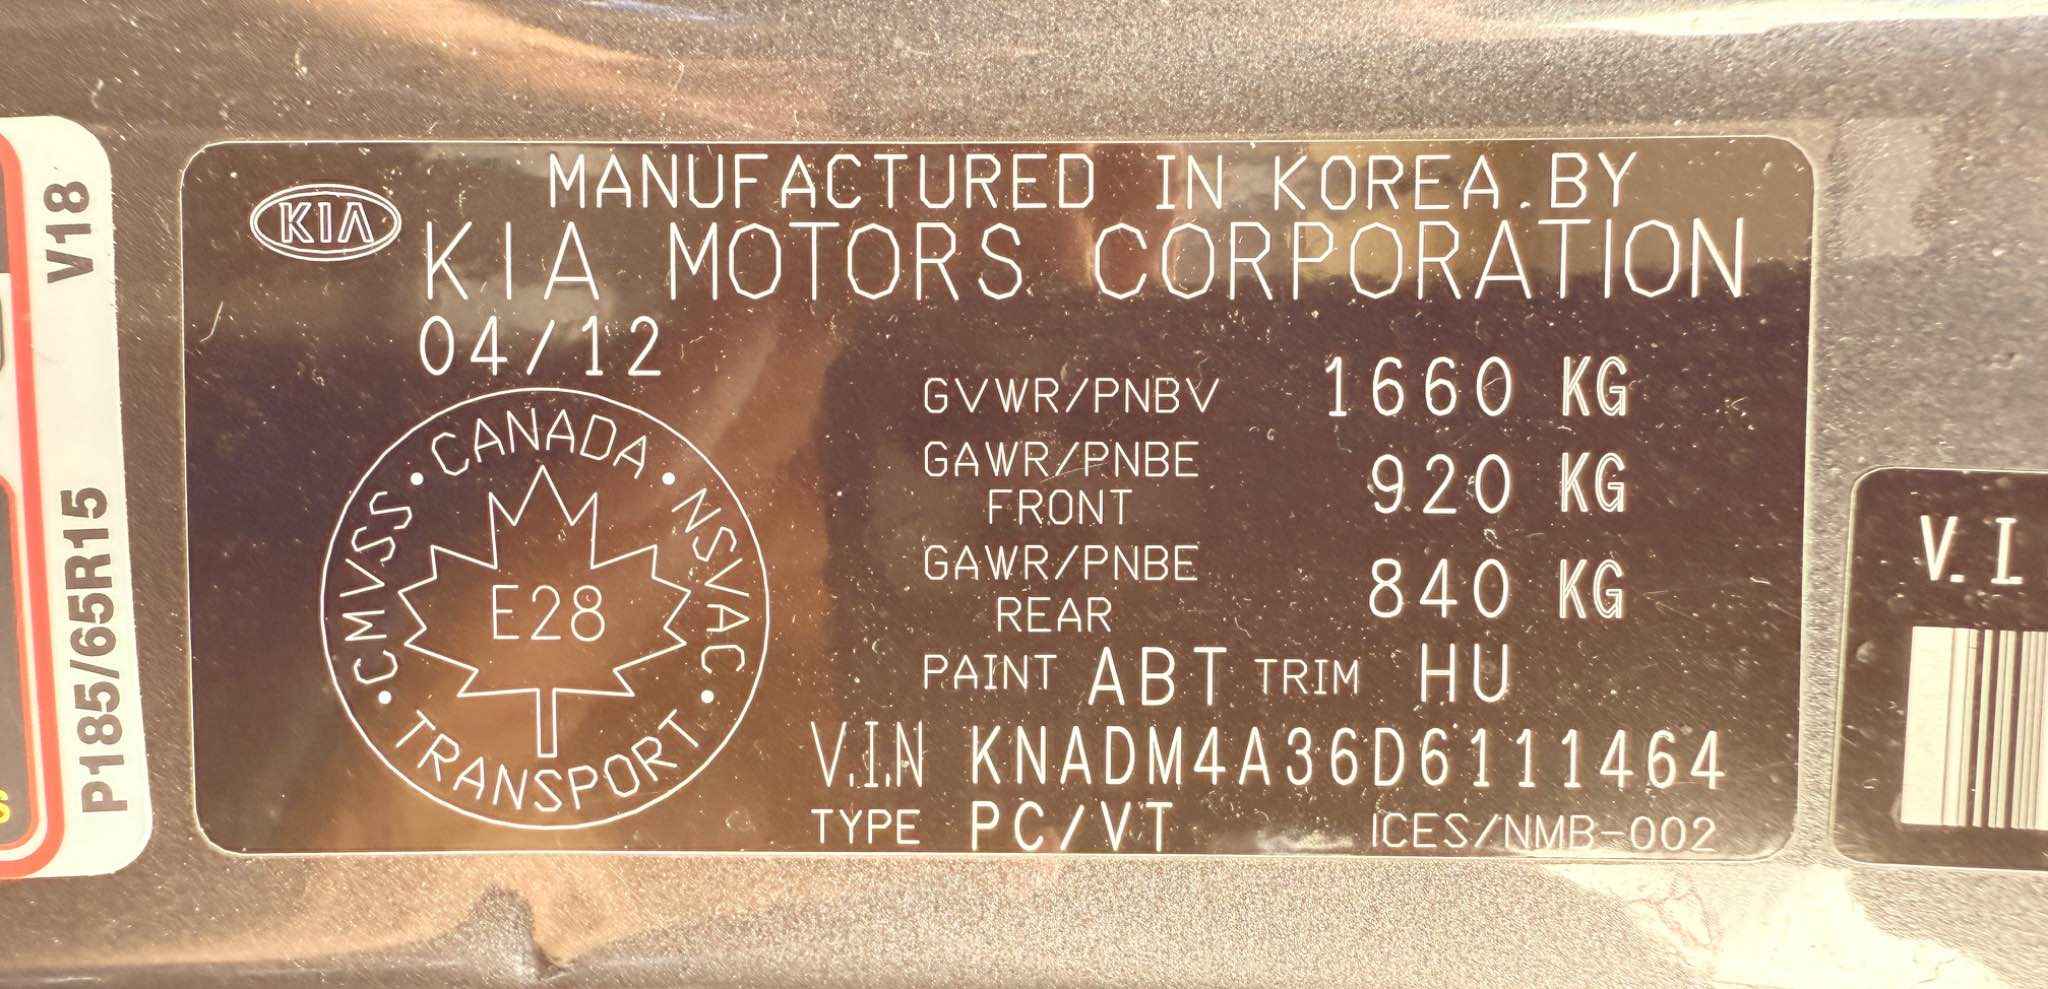 V18
P185/65R15
S
KIA
MANUFACTURED IN KOREA.BY
KIA MOTORS CORPORATION
04/12
GVWR/PNBV 1660 KG
GAWR/PNBE FRONT 920 KG
GAWR/PNBE REAR 840 KG
PAINT ABT TRIM HU
V.I.N KNADM4A36D6111464
TYPE PC/VT ICES/NMB-002
CMVSS • CANADA • NSVAC • TRANSPORT •
E28
V.I.